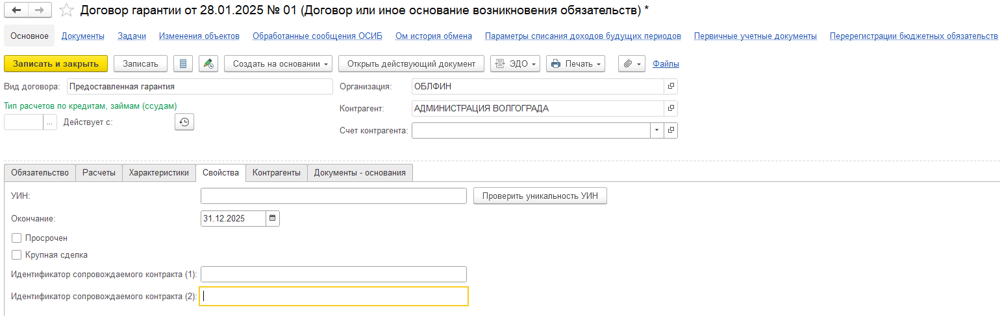 Договор гарантии от 28.01.2025 № 01 (Договор или иное основание возникновения обязательств) *
Основное Документы Задачи Изменения объектов Обработанные сообщения ОСИБ Ом история обмена Параметры списания доходов будущих периодов Первичные учетные документы Перерегистрации бюджетных обязательств
Записать и закрыть Записать Создать на основании Открыть действующий документ ЭДО Печать Файлы
Вид договора: Предоставленная гарантия Организация: ОБЛФИН
Тип расчетов по кредитам, займам (ссудам) Контрагент: АДМИНИСТРАЦИЯ ВОЛГОГРАДА
... Действует с: Счет контрагента:
Обязательство Расчеты Характеристики Свойства Контрагенты Документы - основания
УИН: Проверить уникальность УИН
Окончание: 31.12.2025
Просрочен
Крупная сделка
Идентификатор сопровождаемого контракта (1):
Идентификатор сопровождаемого контракта (2):